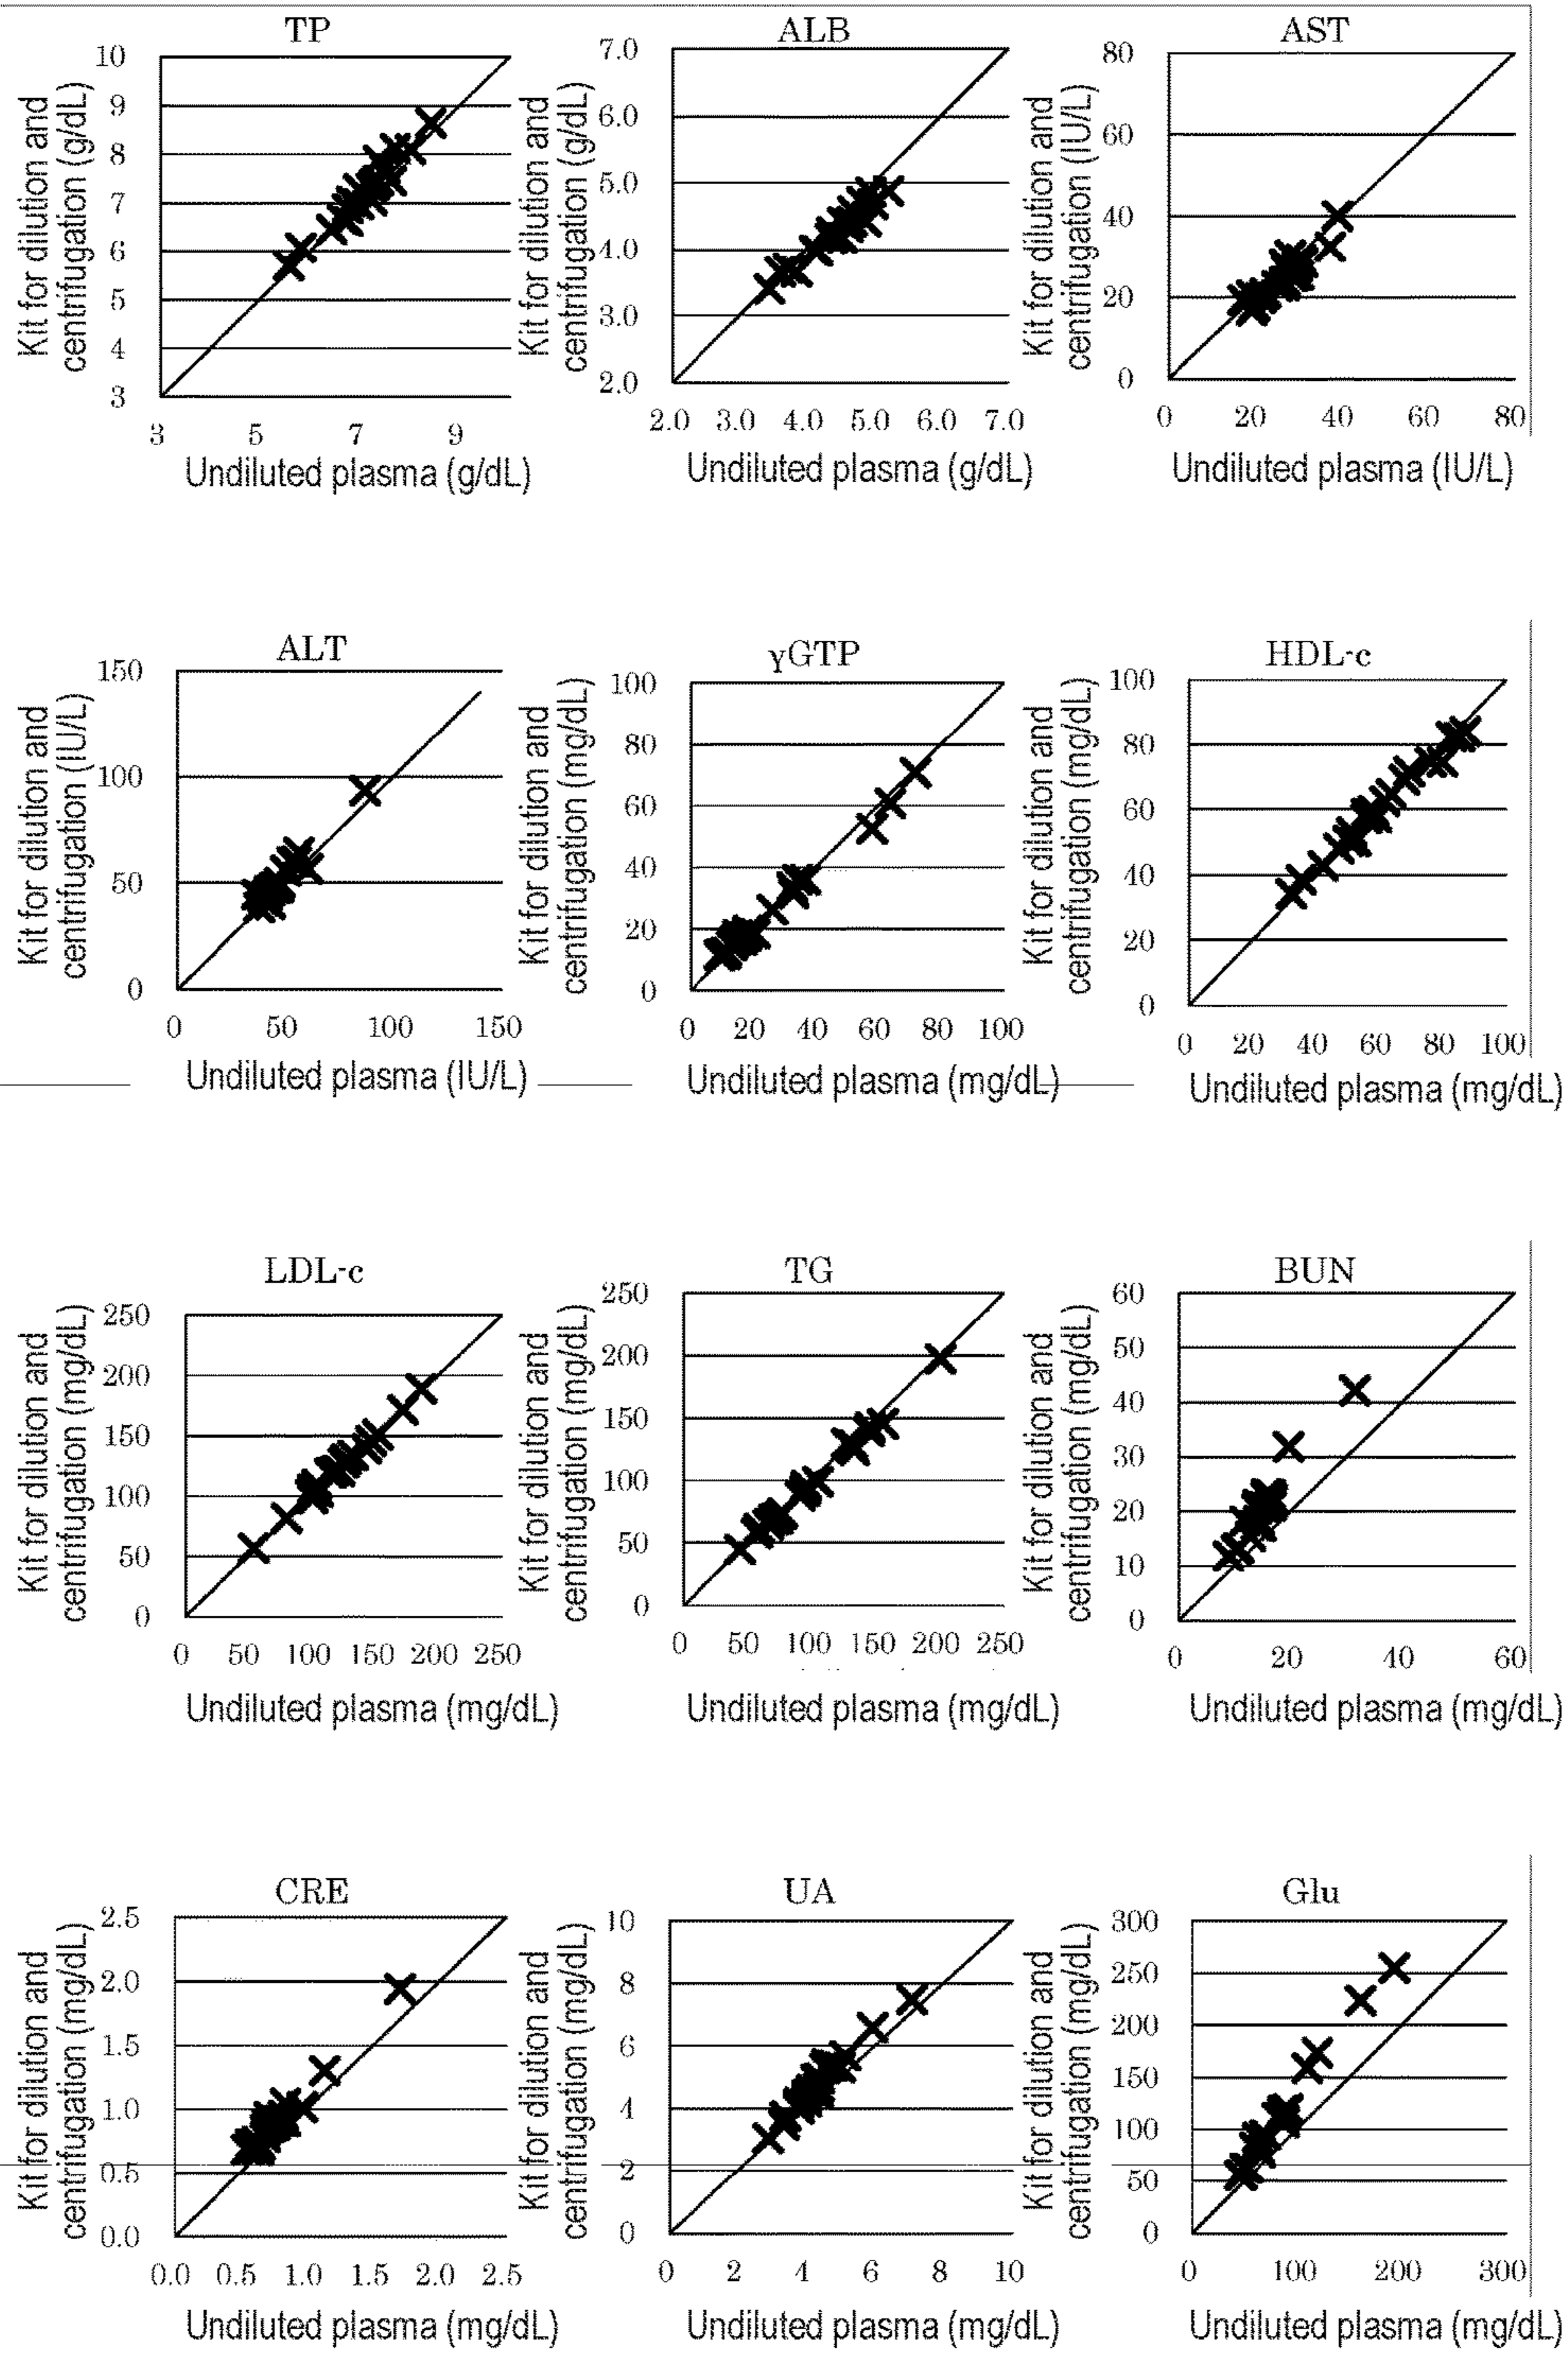 TP
Kit for dilution and
centrifugation (g/dL)
10
9
8
7
6
5
4
3
3 5 7 9
Undiluted plasma (g/dL)
ALB
Kit for dilution and
centrifugation (g/dL)
7.0
6.0
5.0
4.0
3.0
2.0
2.0 3.0 4.0 5.0 6.0 7.0
Undiluted plasma (g/dL)
AST
Kit for dilution and
centrifugation (IU/L)
80
60
40
20
0
0 20 40 60 80
Undiluted plasma (IU/L)
ALT
Kit for dilution and
centrifugation (IU/L)
150
100
50
0
0 50 100 150
Undiluted plasma (IU/L)
γGTP
Kit for dilution and
centrifugation (mg/dL)
100
80
60
40
20
0
0 20 40 60 80 100
Undiluted plasma (mg/dL)
HDL-c
Kit for dilution and
centrifugation (mg/dL)
100
80
60
40
20
0
0 20 40 60 80 100
Undiluted plasma (mg/dL)
LDL-c
Kit for dilution and
centrifugation (mg/dL)
250
200
150
100
50
0
0 50 100 150 200 250
Undiluted plasma (mg/dL)
TG
Kit for dilution and
centrifugation (mg/dL)
250
200
150
100
50
0
0 50 100 150 200 250
Undiluted plasma (mg/dL)
BUN
Kit for dilution and
centrifugation (mg/dL)
60
50
40
30
20
10
0
0 20 40 60
Undiluted plasma (mg/dL)
CRE
Kit for dilution and
centrifugation (mg/dL)
2.5
2.0
1.5
1.0
0.5
0.0
0.0 0.5 1.0 1.5 2.0 2.5
Undiluted plasma (mg/dL)
UA
Kit for dilution and
centrifugation (mg/dL)
10
8
6
4
2
0
0 2 4 6 8 10
Undiluted plasma (mg/dL)
Glu
Kit for dilution and
centrifugation (mg/dL)
300
250
200
150
100
50
0
0 100 200 300
Undiluted plasma (mg/dL)